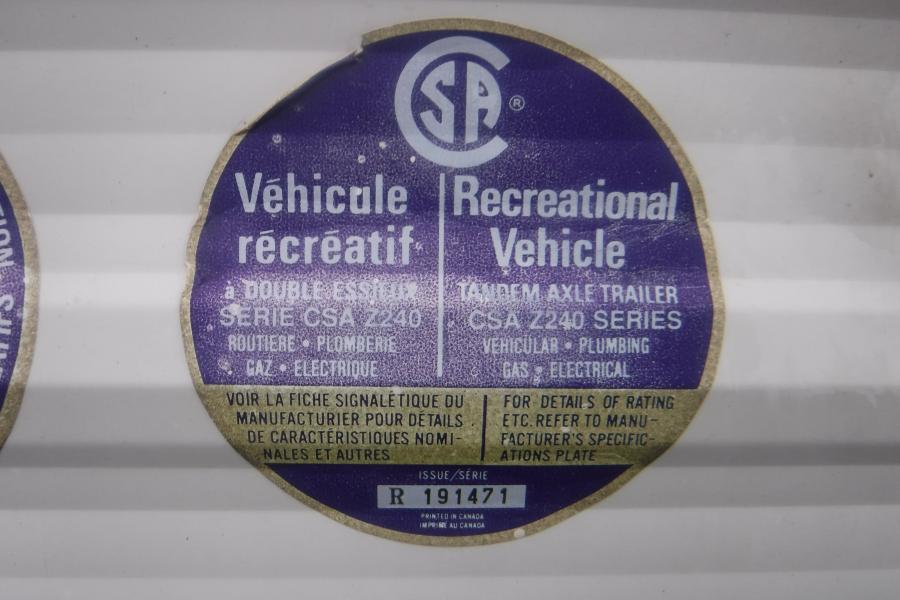 CSA ®
Véhicule
récréatif
à DOUBLE ESSIEUX
SÉRIE CSA Z240
ROUTIÈRE • PLOMBERIE
GAZ • ÉLECTRIQUE
Recreational
Vehicle
TANDEM AXLE TRAILER
CSA Z240 SERIES
VEHICULAR • PLUMBING
GAS • ELECTRICAL
VOIR LA FICHE SIGNALÉTIQUE DU
MANUFACTURIER POUR DÉTAILS
DE CARACTÉRISTIQUES NOMI-
NALES ET AUTRES
FOR DETAILS OF RATING
ETC. REFER TO MANU-
FACTURER'S SPECIFIC-
ATIONS PLATE
ISSUE/SÉRIE
R 191471
PRINTED IN CANADA
IMPRIMÉ AU CANADA